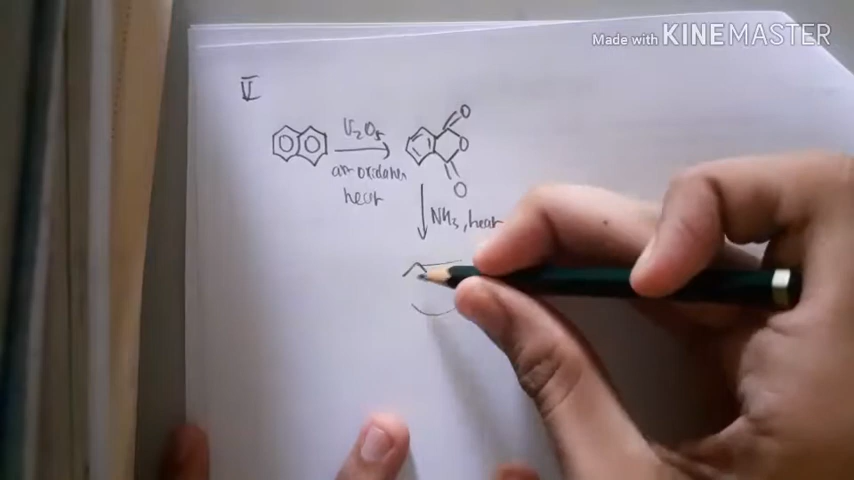 Made with KINEMASTER
V
V₂O₅
air oxidation
heat
O
O
O
NH₃, heat